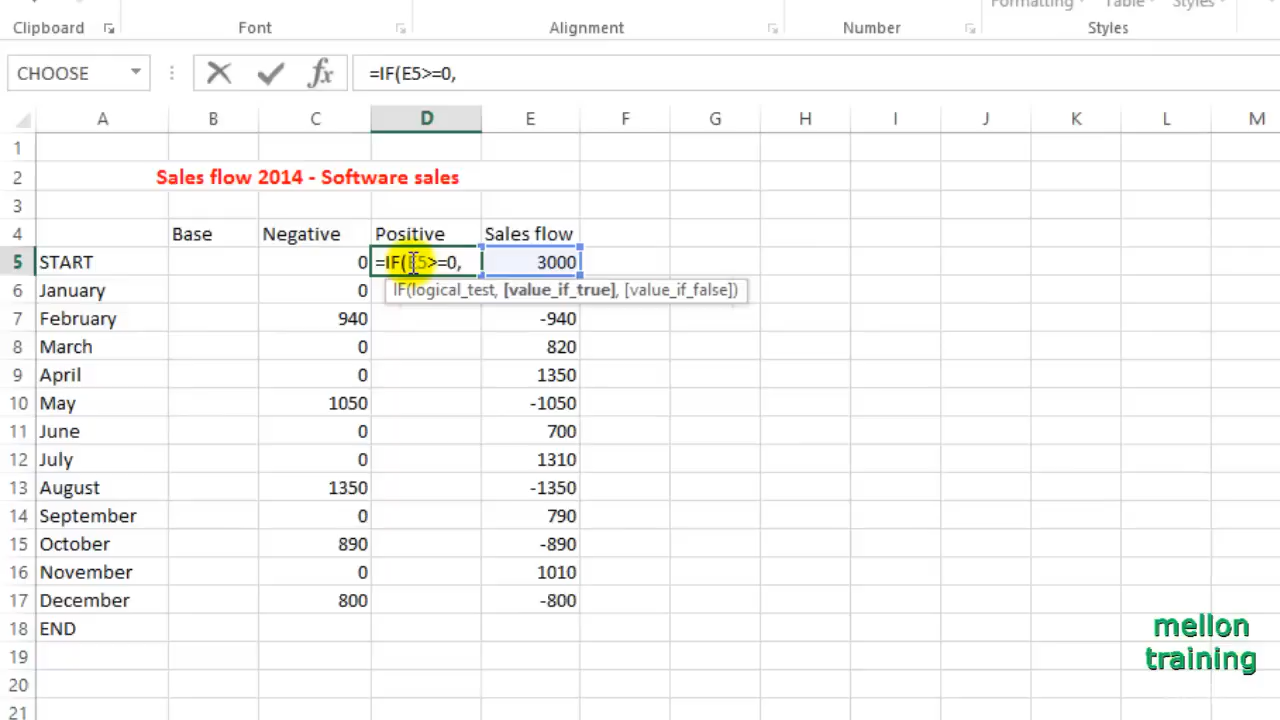 Formatting Table Styles
Clipboard Font Alignment Number Styles
CHOOSE fx =IF(E5>=0,
A B C D E F G H I J K L M
1
2 Sales flow 2014 - Software sales
3
4 Base Negative Positive Sales flow
5 START 0 =IF(E5>=0, 3000
IF(logical_test, [value_if_true], [value_if_false])
6 January 0
7 February 940 -940
8 March 0 820
9 April 0 1350
10 May 1050 -1050
11 June 0 700
12 July 0 1310
13 August 1350 -1350
14 September 0 790
15 October 890 -890
16 November 0 1010
17 December 800 -800
18 END
19
20
21
mellon
training